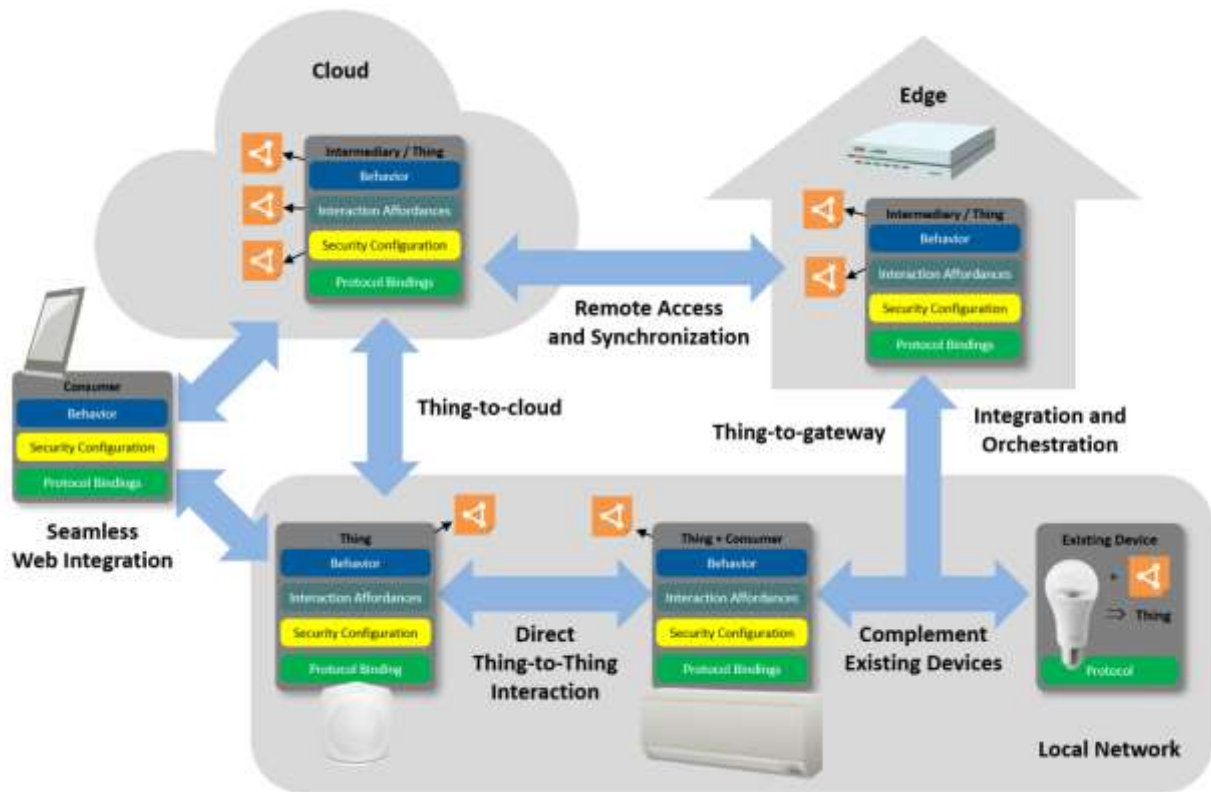 Cloud
Intermediary / Thing
Behavior
Interaction Affordances
Security Configuration
Protocol Bindings
Edge
Intermediary / Thing
Behavior
Interaction Affordances
Security Configuration
Protocol Bindings
Remote Access
and Synchronization
Consumer
Behavior
Security Configuration
Protocol Bindings
Seamless
Web Integration
Thing-to-cloud
Thing-to-gateway
Integration and
Orchestration
Thing
Behavior
Interaction Affordances
Security Configuration
Protocol Binding
Direct
Thing-to-Thing
Interaction
Thing + Consumer
Behavior
Interaction Affordances
Security Configuration
Protocol Bindings
Complement
Existing Devices
Existing Device
+
⇒ Thing
Protocol
Local Network